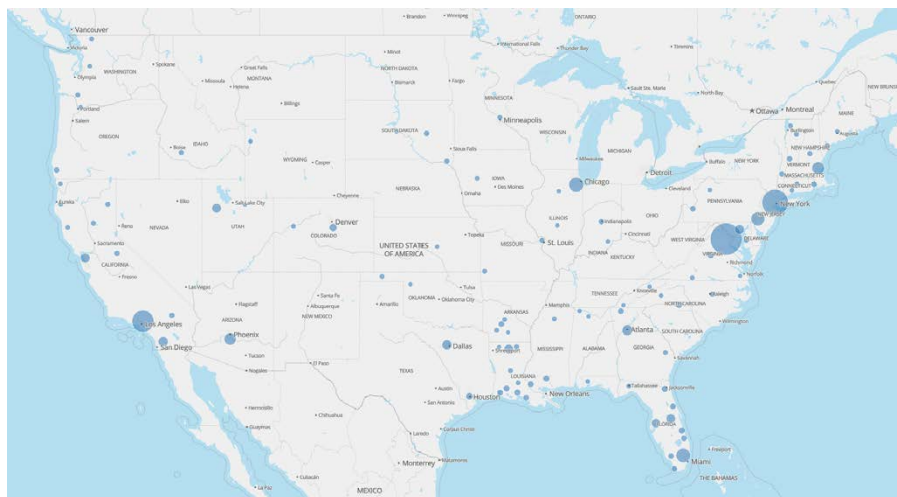 Brandon
Winnipeg
ONTARIO
Vancouver
Victoria
International Falls
Thunder Bay
Timmins
Minot
Spokane
Great Falls
WASHINGTON
Olympia
Missoula
MONTANA
Helena
NORTH DAKOTA
Bismarck
Fargo
Sault Ste. Marie
North Bay
Quebec
NEW BRUNS
Billings
MINNESOTA
Portland
Salem
Ottawa
Montreal
MAINE
Minneapolis
OREGON
Boise
IDAHO
SOUTH DAKOTA
WISCONSIN
Burlington
Augusta
Sioux Falls
MICHIGAN
NEW HAMPSHIRE
WYOMING
Casper
Milwaukee
Buffalo
NEW YORK
VERMONT
Detroit
MASSACHUSETTS
IOWA
Chicago
CONNECTICUT
Des Moines
Cleveland
NEBRASKA
Omaha
Cheyenne
Eureka
Elko
Salt Lake City
PENNSYLVANIA
New York
NEW JERSEY
Reno
NEVADA
UTAH
Denver
COLORADO
ILLINOIS
Indianapolis
OHIO
Topeka
Cincinnati
WEST VIRGINIA
DELAWARE
Sacramento
UNITED STATES
OF AMERICA
MISSOURI
St. Louis
INDIANA
KENTUCKY
VIRGINIA
Richmond
CALIFORNIA
Fresno
Norfolk
Las Vegas
Tulsa
TENNESSEE
Knoxville
Raleigh
Santa Fe
Flagstaff
Albuquerque
Amarillo
OKLAHOMA
Oklahoma City
Memphis
NORTH CAROLINA
ARKANSAS
NEW MEXICO
Wilmington
Los Angeles
ARIZONA
Phoenix
Atlanta
SOUTH CAROLINA
San Diego
Dallas
Shreveport
MISSISSIPPI
ALABAMA
GEORGIA
Tucson
Savannah
El Paso
Nogales
TEXAS
LOUISIANA
Tallahassee
Jacksonville
Austin
Houston
New Orleans
San Antonio
Hermosillo
Chihuahua
FLORIDA
Guaymas
Corpus Christi
Laredo
Freeport
Monterrey
Matamoros
Miami
Culiacán
THE BAHAMAS
La Paz
MEXICO